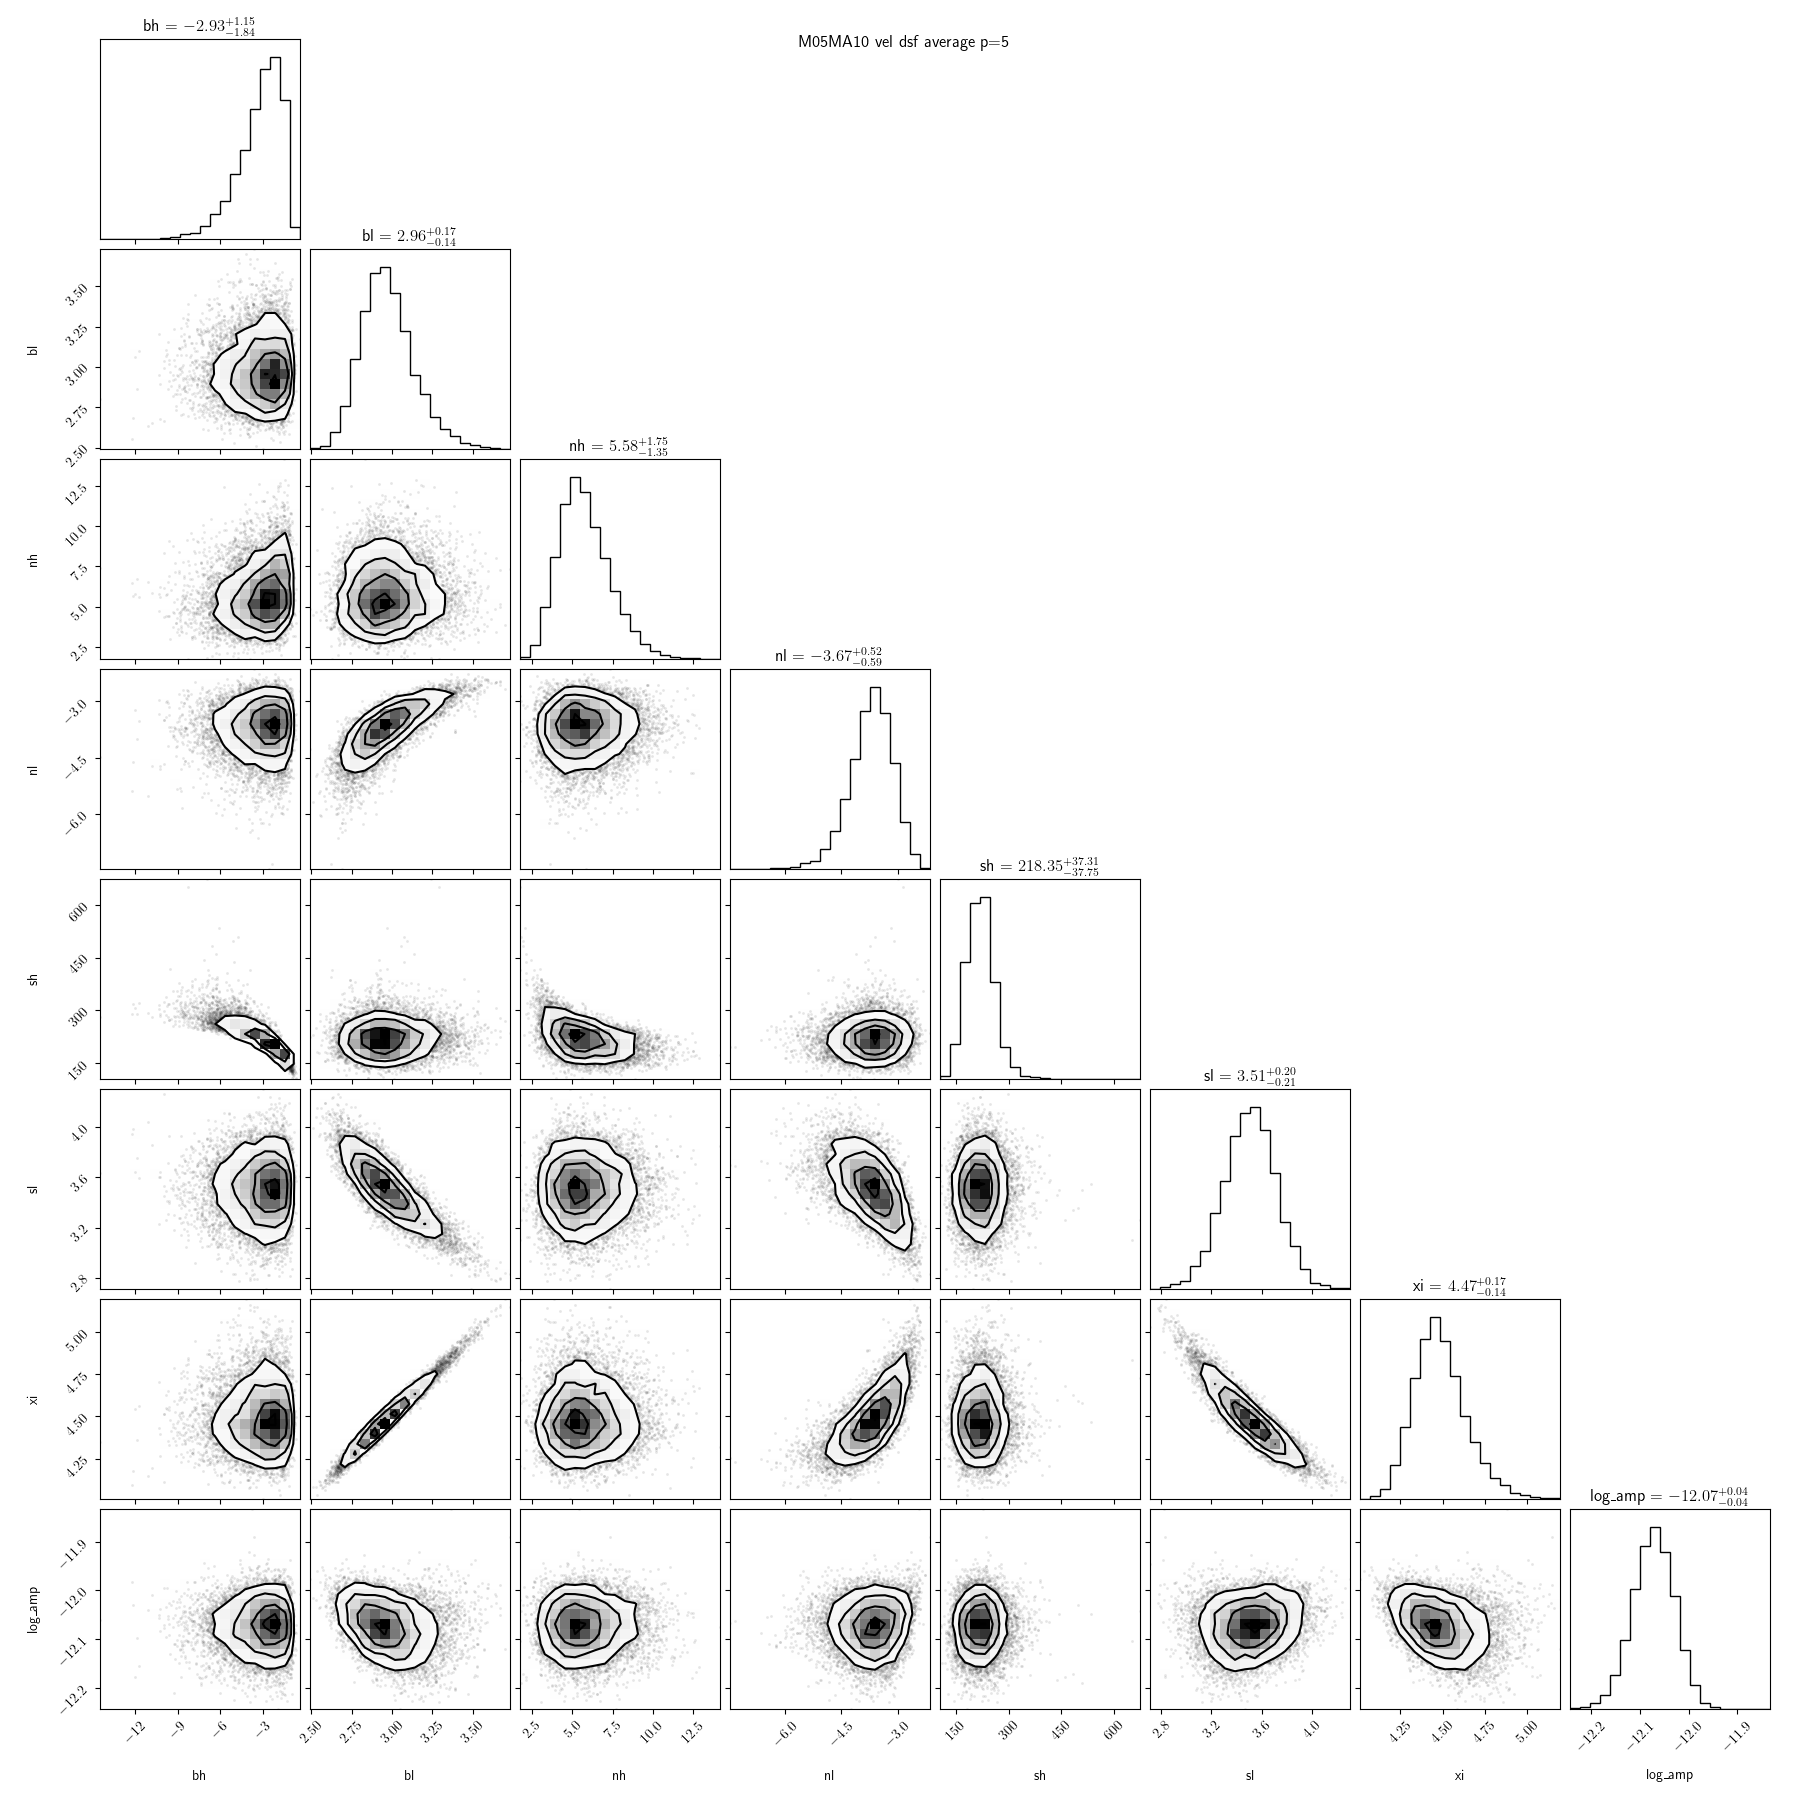 M05MA10 vel dsf average p=5
bh = −2.93+1.15−1.84
bl = 2.96+0.17−0.14
3.50
3.25
3.00
2.75
2.50
bl
nh = 5.58+1.75−1.35
12.5
10.0
7.5
5.0
2.5
nh
nl = −3.67+0.52−0.59
−3.0
−4.5
−6.0
nl
sh = 218.35+37.31−37.75
600
450
300
150
sh
sl = 3.51+0.20−0.21
4.0
3.6
3.2
2.8
sl
xi = 4.47+0.17−0.14
5.00
4.75
4.50
4.25
xi
log_amp = −12.07+0.04−0.04
−11.9
−12.0
−12.1
−12.2
log_amp
−12 −9 −6 −3
2.50 2.75 3.00 3.25 3.50
2.5 5.0 7.5 10.0 12.5
−6.0 −4.5 −3.0
150 300 450 600
2.8 3.2 3.6 4.0
4.25 4.50 4.75 5.00
−12.2 −12.1 −12.0 −11.9
bh bl nh nl sh sl xi log_amp